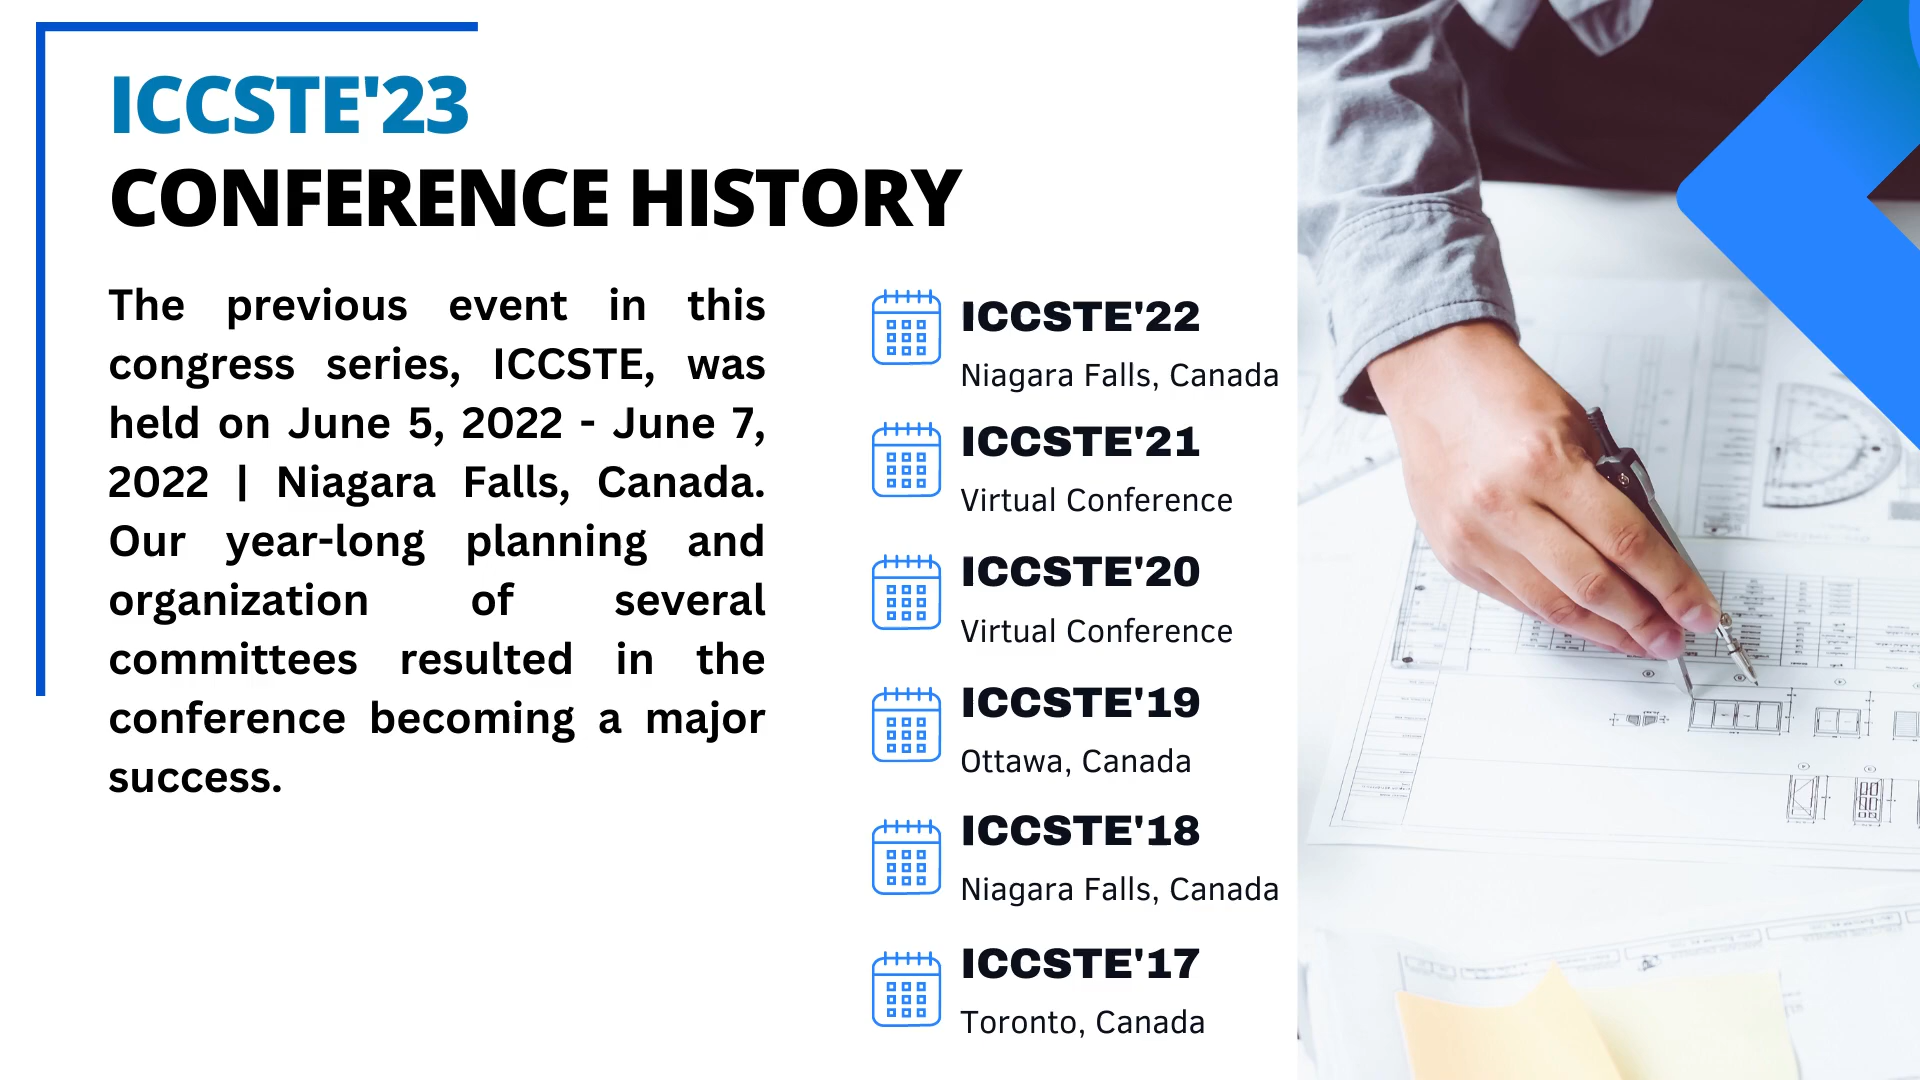 ICCSTE'23
CONFERENCE HISTORY
The previous event in this
congress series, ICCSTE, was
held on June 5, 2022 - June 7,
2022 | Niagara Falls, Canada.
Our year-long planning and
organization of several
committees resulted in the
conference becoming a major
success.
ICCSTE'22
Niagara Falls, Canada
ICCSTE'21
Virtual Conference
ICCSTE'20
Virtual Conference
ICCSTE'19
Ottawa, Canada
ICCSTE'18
Niagara Falls, Canada
ICCSTE'17
Toronto, Canada